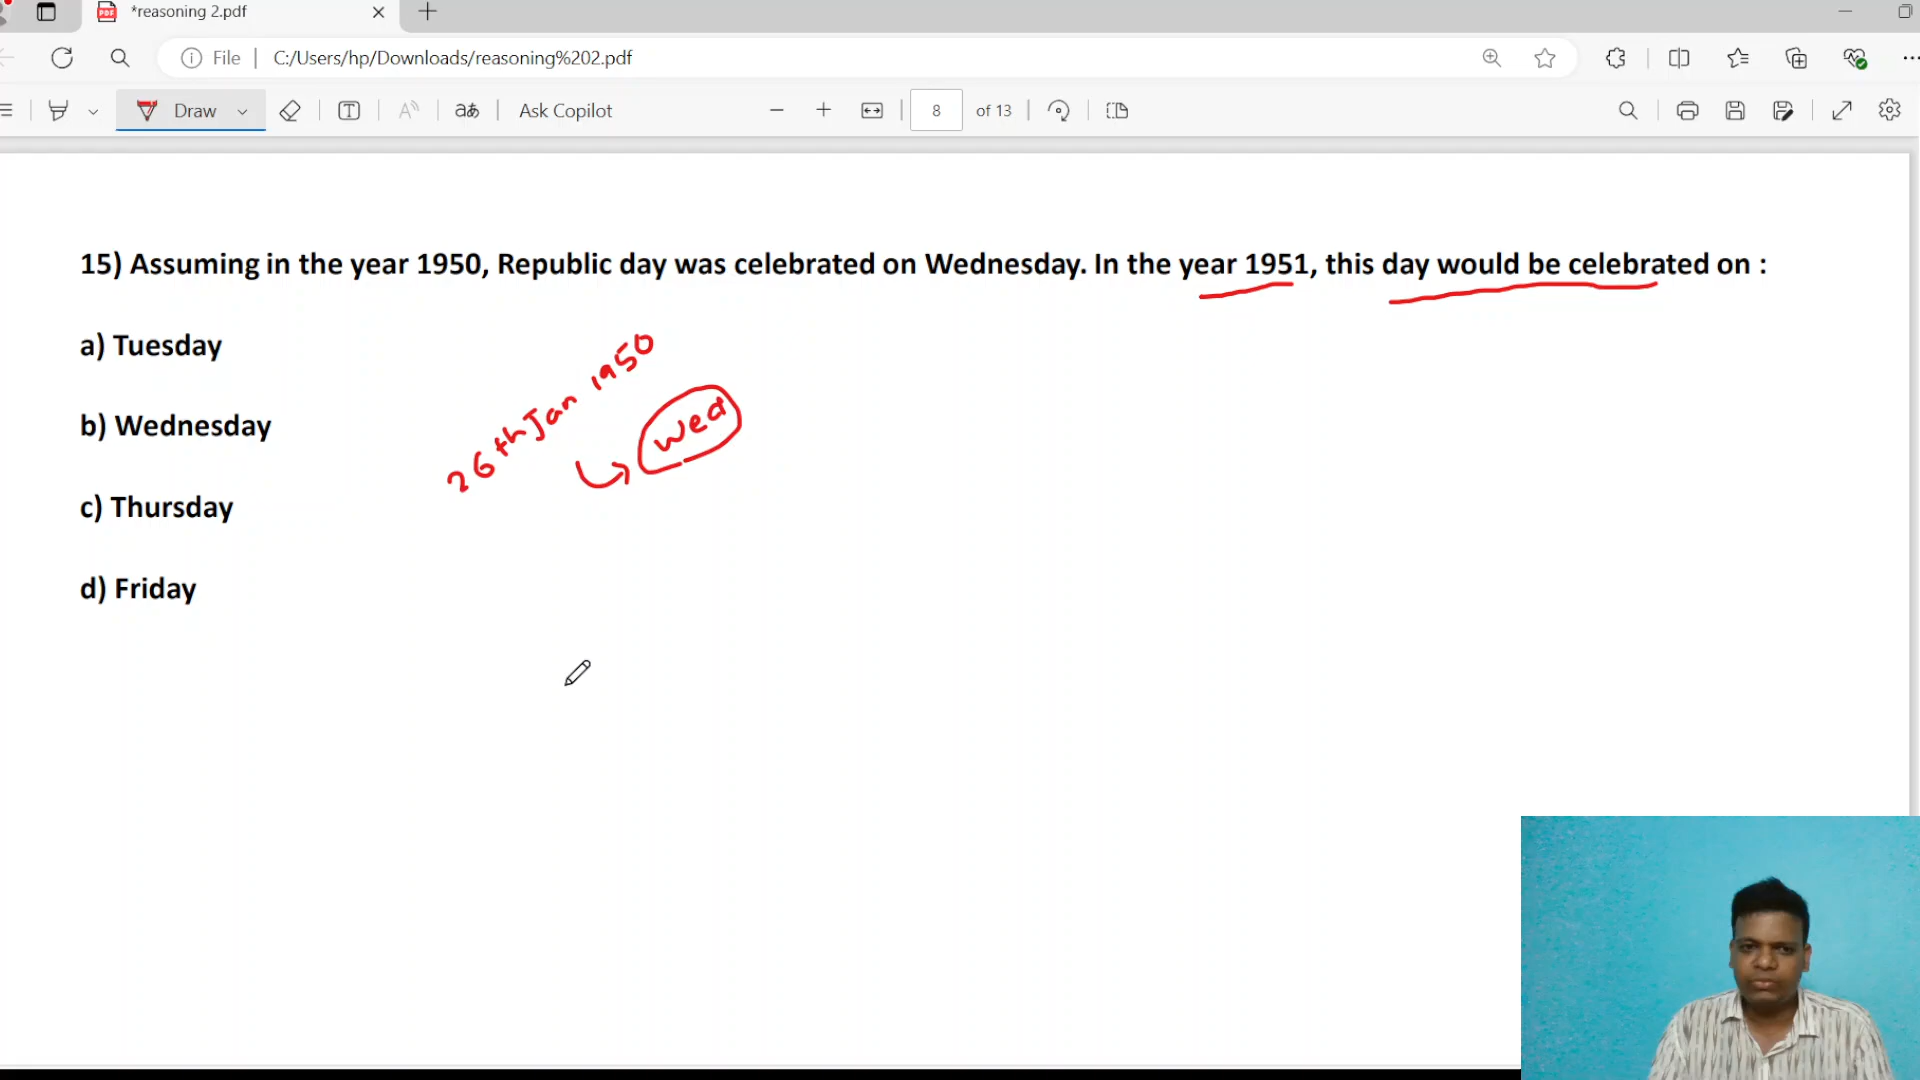 *reasoning 2.pdf
File
C:/Users/hp/Downloads/reasoning%202.pdf
Draw
aあ
Ask Copilot
8
of 13
15) Assuming in the year 1950, Republic day was celebrated on Wednesday. In the year 1951, this day would be celebrated on :
a) Tuesday
26th Jan 1950
Wed
b) Wednesday
c) Thursday
d) Friday